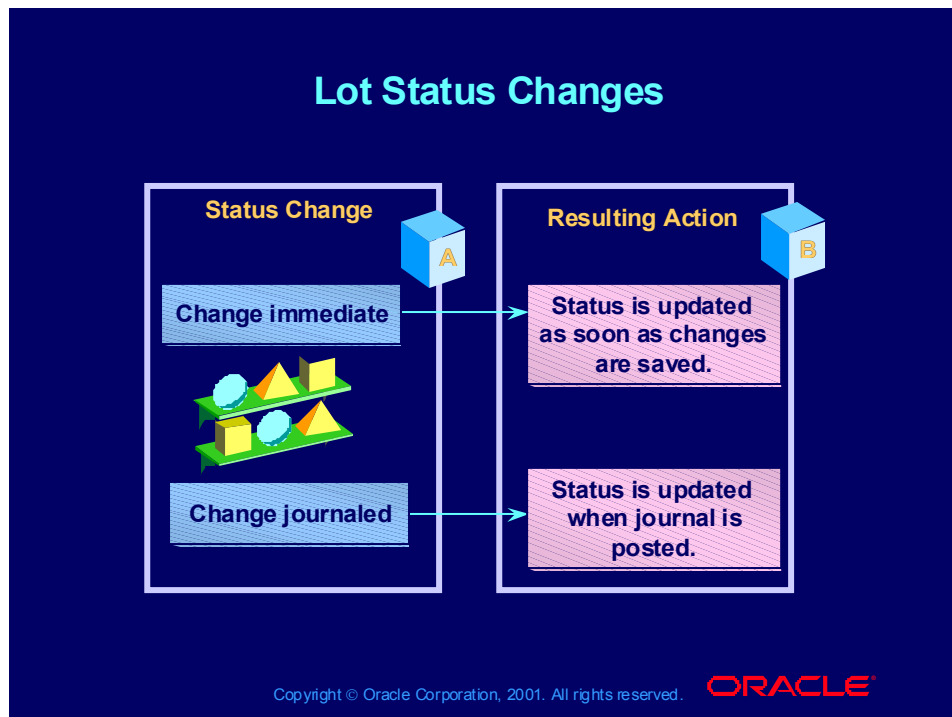 Lot Status Changes
Status Change
A
Change immediate
Change journaled
Resulting Action
B
Status is updated
as soon as changes
are saved.
Status is updated
when journal is
posted.
Copyright © Oracle Corporation, 2001. All rights reserved.
ORACLE®